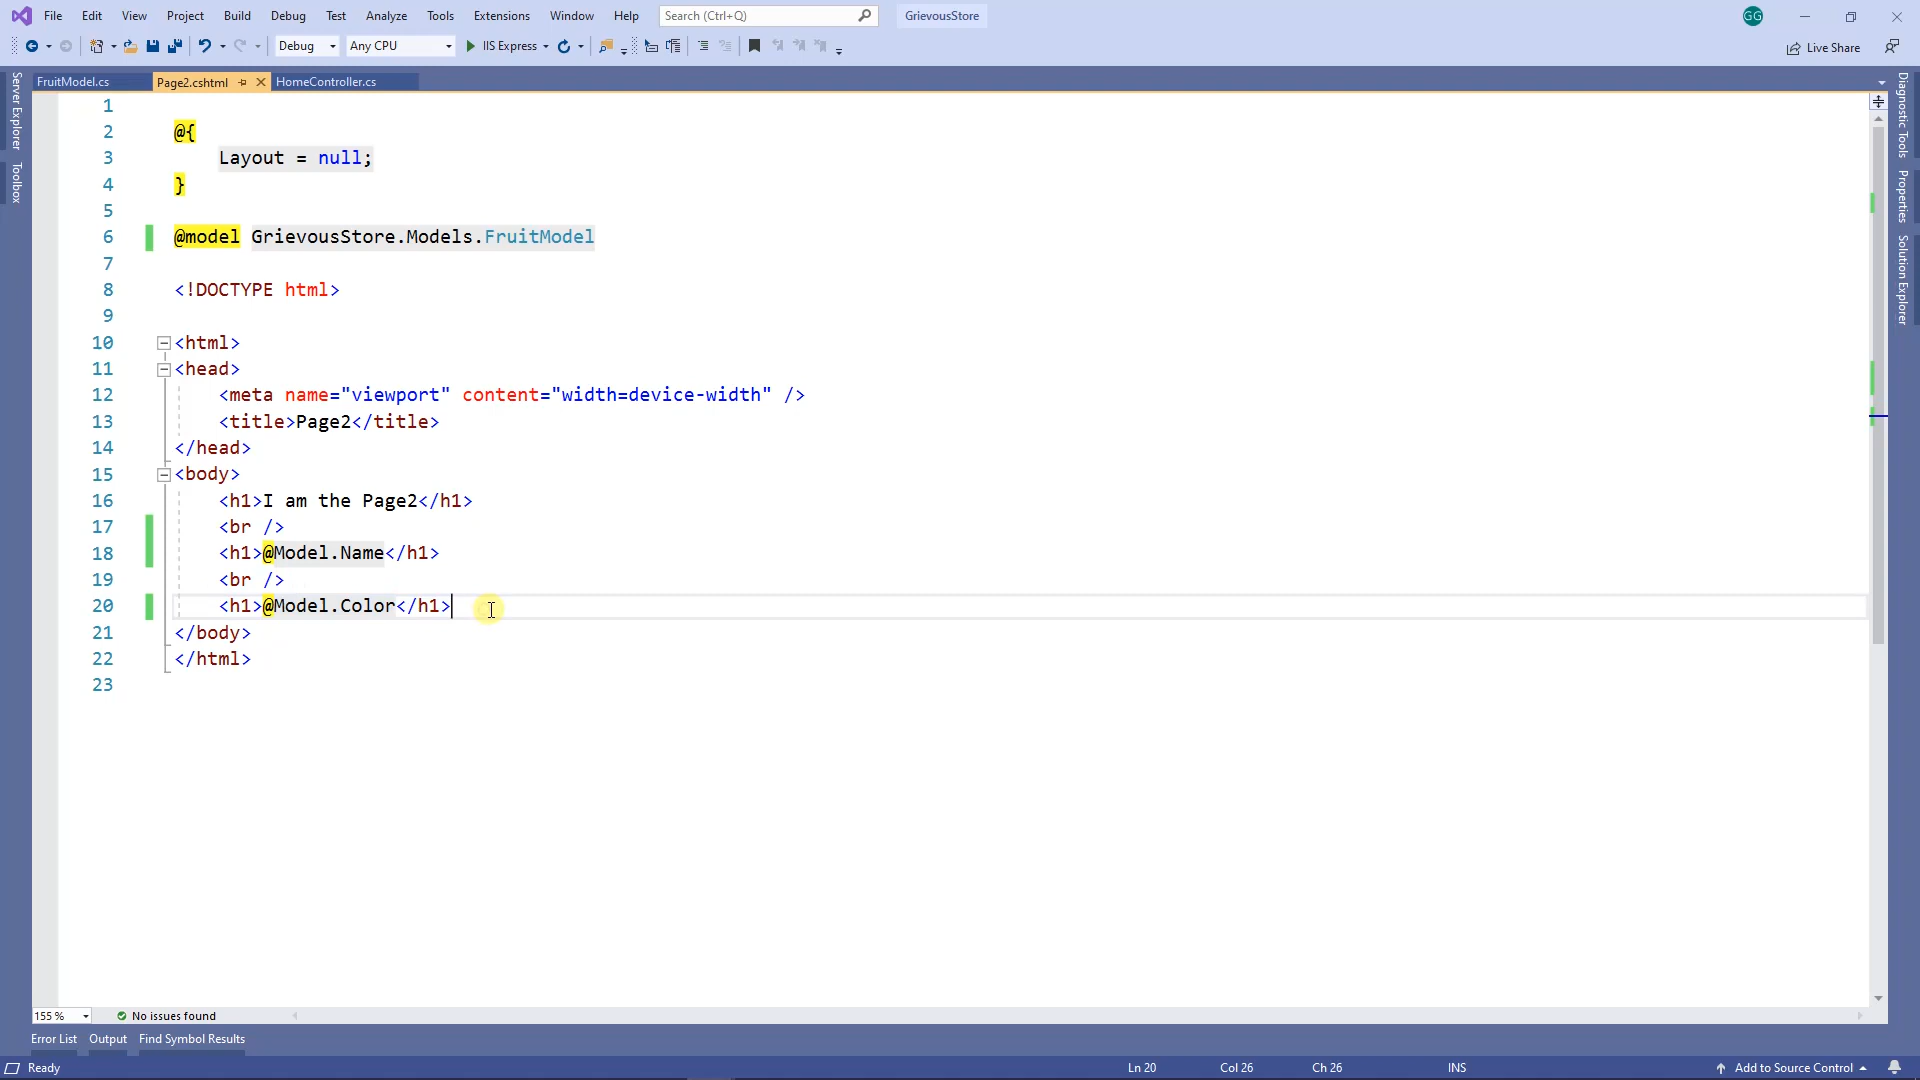 File Edit View Project Build Debug Test Analyze Tools Extensions Window Help Search (Ctrl+Q) GrievousStore GG
Debug Any CPU IIS Express Live Share
FruitModel.cs Page2.cshtml HomeController.cs
Server Explorer
Toolbox
Diagnostic Tools
Properties
Solution Explorer
1
2 @{
3 Layout = null;
4 }
5
6 @model GrievousStore.Models.FruitModel
7
8 <!DOCTYPE html>
9
10 <html>
11 <head>
12 <meta name="viewport" content="width=device-width" />
13 <title>Page2</title>
14 </head>
15 <body>
16 <h1>I am the Page2</h1>
17 <br />
18 <h1>@Model.Name</h1>
19 <br />
20 <h1>@Model.Color</h1>
21 </body>
22 </html>
23
155 % No issues found
Error List Output Find Symbol Results
Ready Ln 20 Col 26 Ch 26 INS Add to Source Control